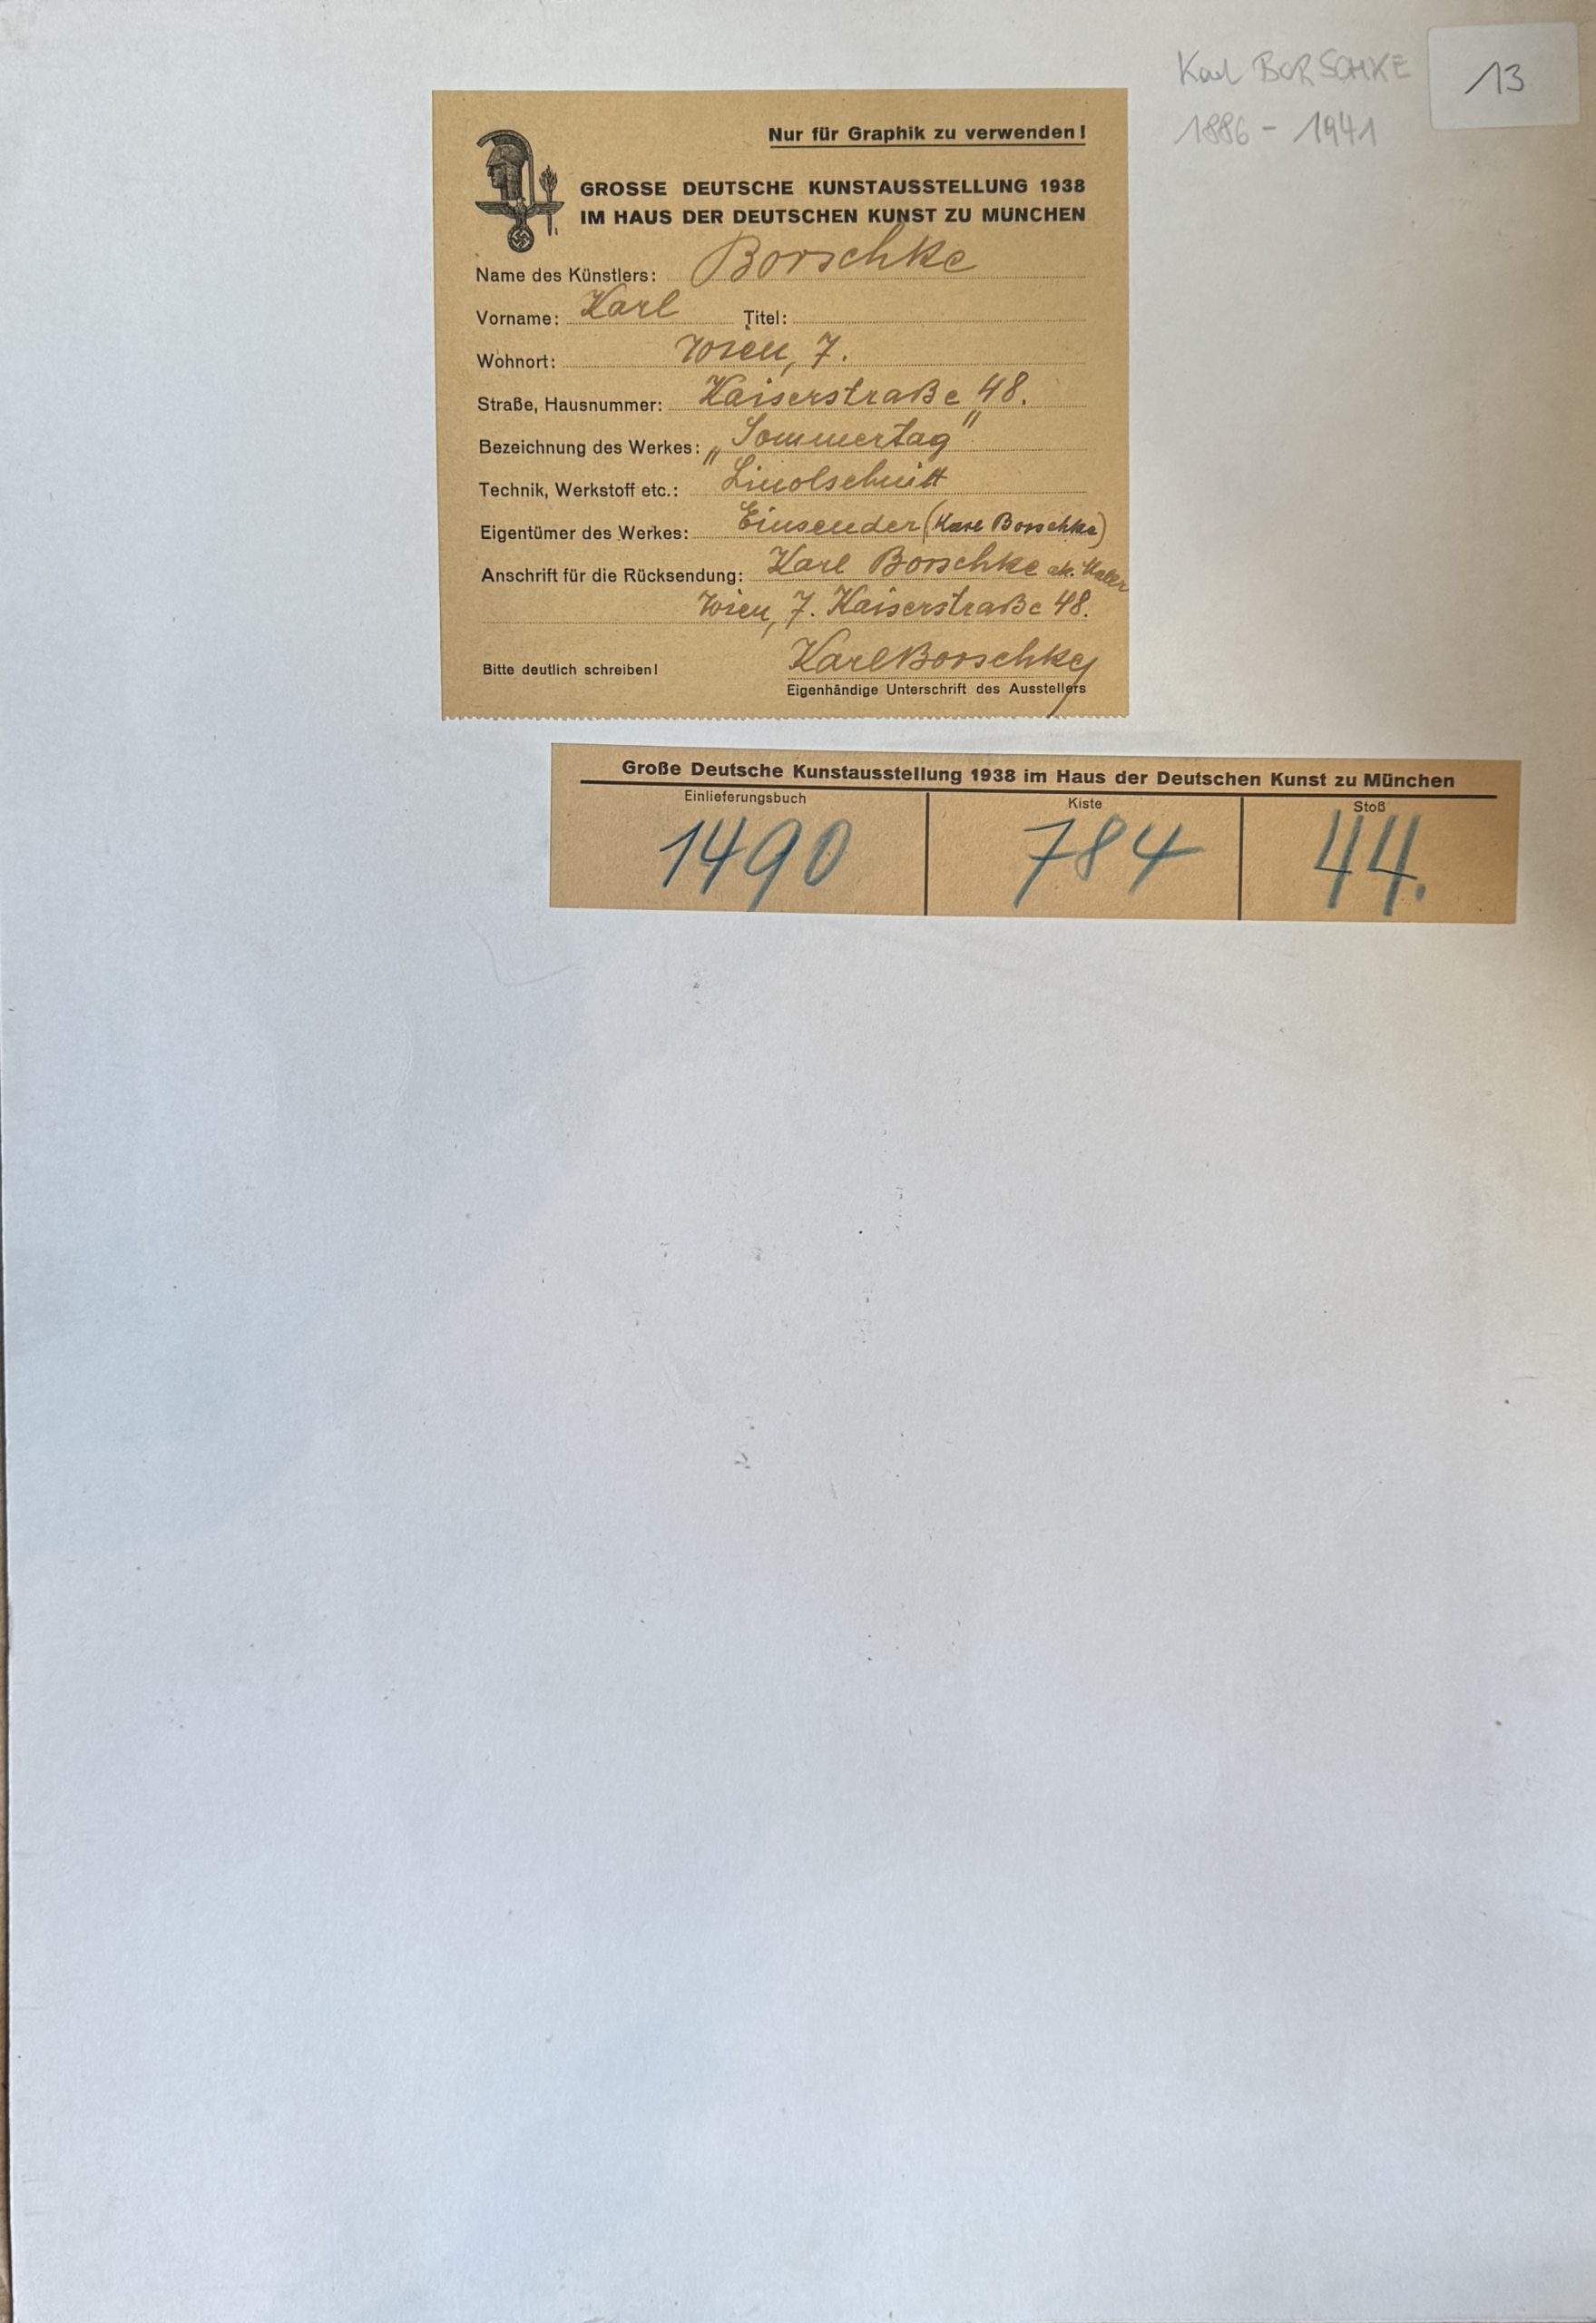 Karl BORSCHKE
1886 - 1941
13
Nur für Graphik zu verwenden!
GROSSE DEUTSCHE KUNSTAUSSTELLUNG 1938
IM HAUS DER DEUTSCHEN KUNST ZU MÜNCHEN
Name des Künstlers: Borschke
Vorname: Karl Titel:
Wohnort: Wien, 7.
Straße, Hausnummer: Kaiserstraße 48.
Bezeichnung des Werkes: „Sommertag"
Technik, Werkstoff etc.: Linolschnitt
Eigentümer des Werkes: Einsender (Karl Borschke)
Anschrift für die Rücksendung: Karl Borschke ak. Maler
Wien, 7. Kaiserstraße 48.
Karl Borschke
Bitte deutlich schreiben!
Eigenhändige Unterschrift des Ausstellers
Große Deutsche Kunstausstellung 1938 im Haus der Deutschen Kunst zu München
Einlieferungsbuch Kiste Stoß
1490 784 44.